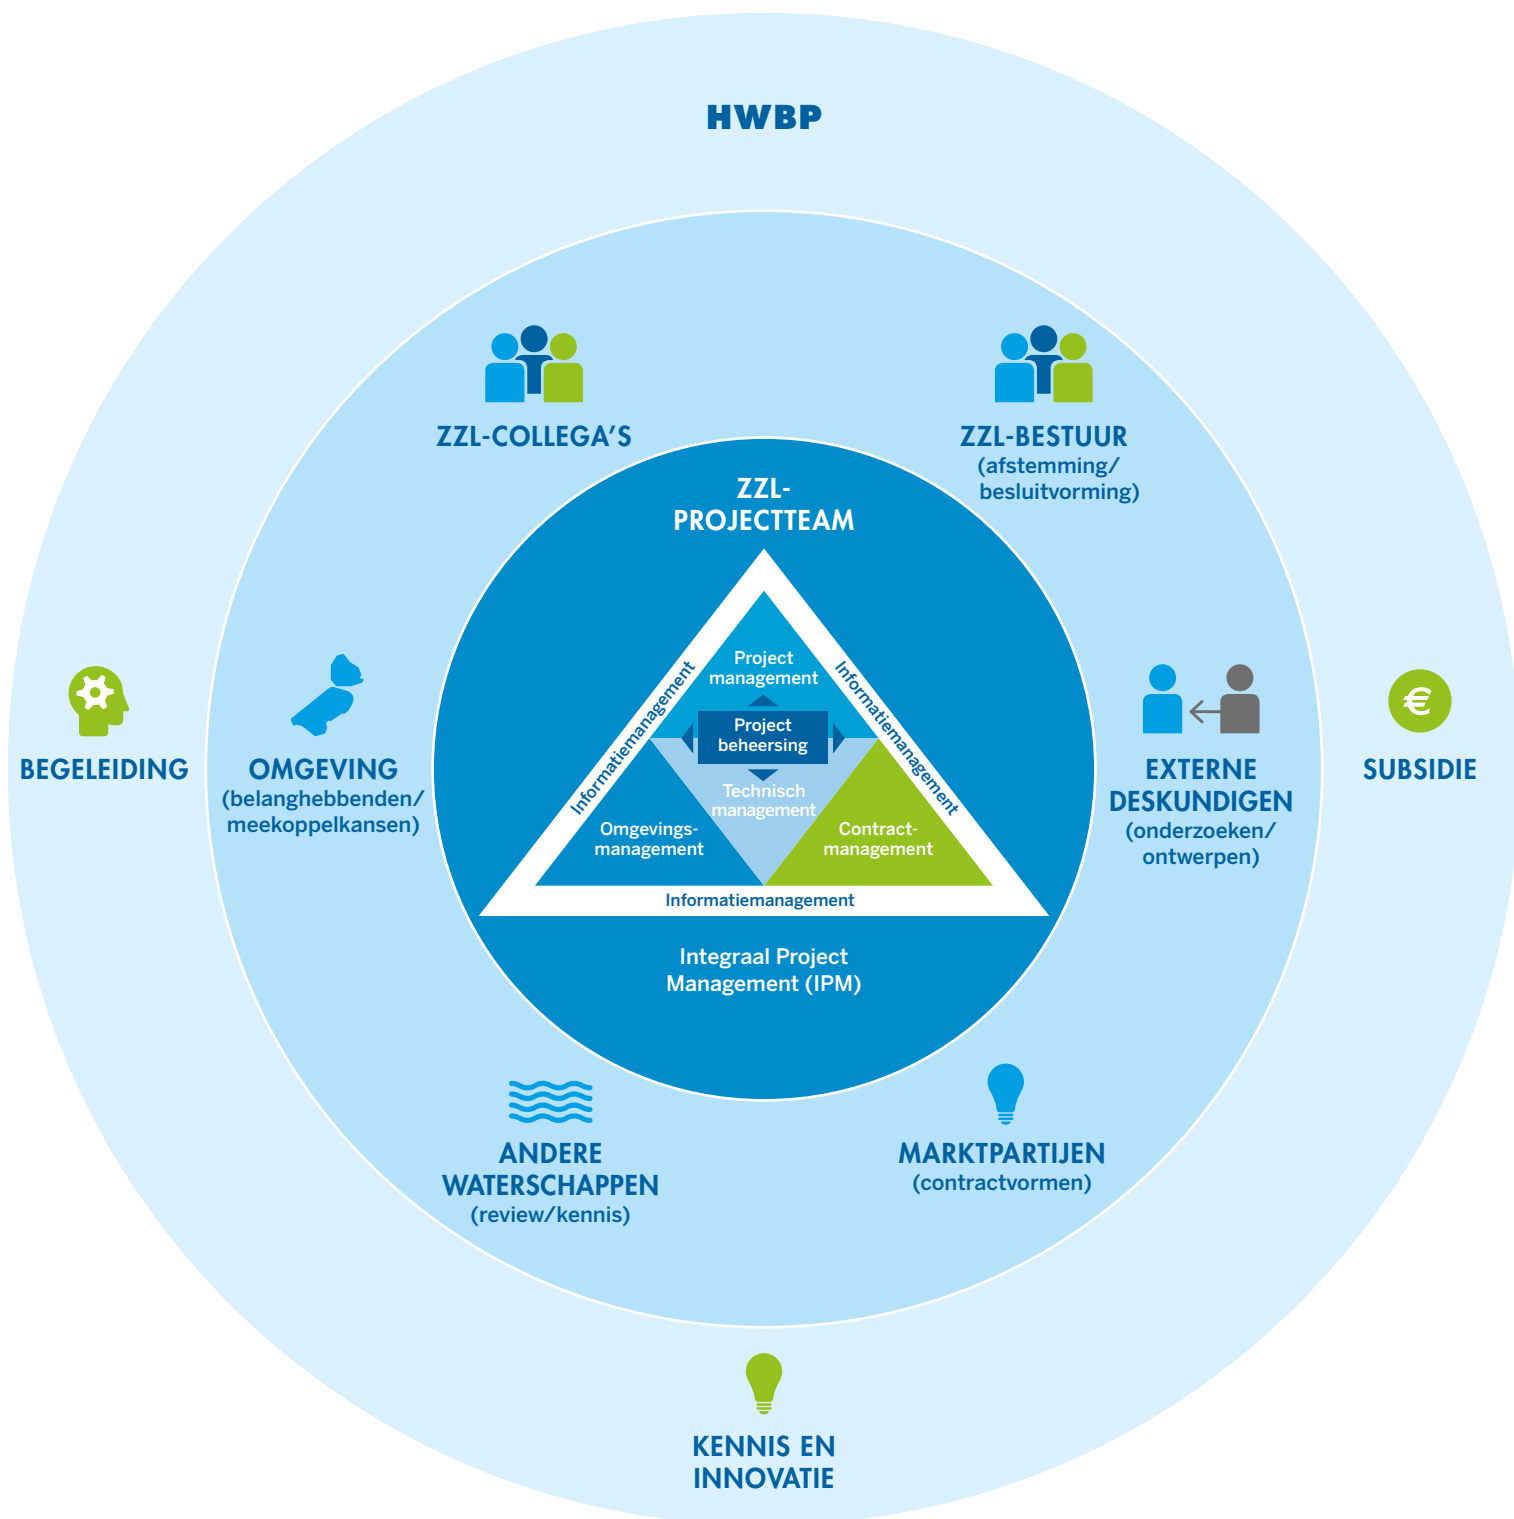 HWBP
ZZL-COLLEGA'S
ZZL-BESTUUR
(afstemming/
besluitvorming)
ZZL-
PROJECTTEAM
Informatiemanagement
Informatiemanagement
Project
management
Project
beheersing
Technisch
management
Omgevings-
management
Contract-
management
Informatiemanagement
Integraal Project
Management (IPM)
BEGELEIDING
OMGEVING
(belanghebbenden/
meekoppelkansen)
EXTERNE
DESKUNDIGEN
(onderzoeken/
ontwerpen)
€
SUBSIDIE
ANDERE
WATERSCHAPPEN
(review/kennis)
MARKTPARTIJEN
(contractvormen)
KENNIS EN
INNOVATIE